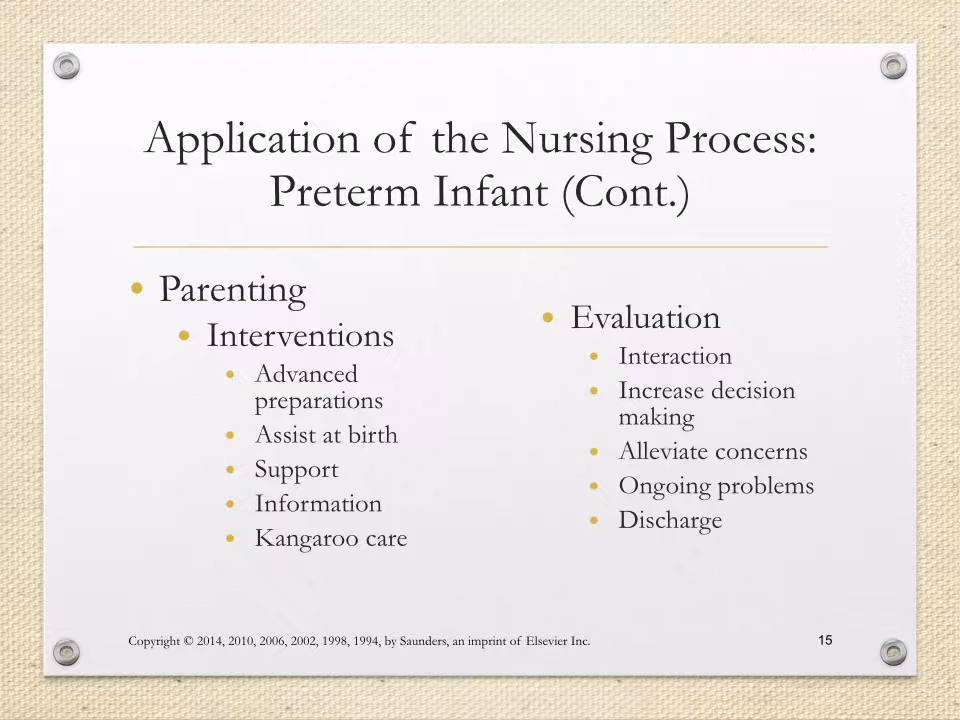 Application of the Nursing Process:
Preterm Infant (Cont.)
• Parenting
• Interventions
• Advanced
preparations
• Assist at birth
• Support
• Information
• Kangaroo care
• Evaluation
• Interaction
• Increase decision
making
• Alleviate concerns
• Ongoing problems
• Discharge
Copyright © 2014, 2010, 2006, 2002, 1998, 1994, by Saunders, an imprint of Elsevier Inc.
15